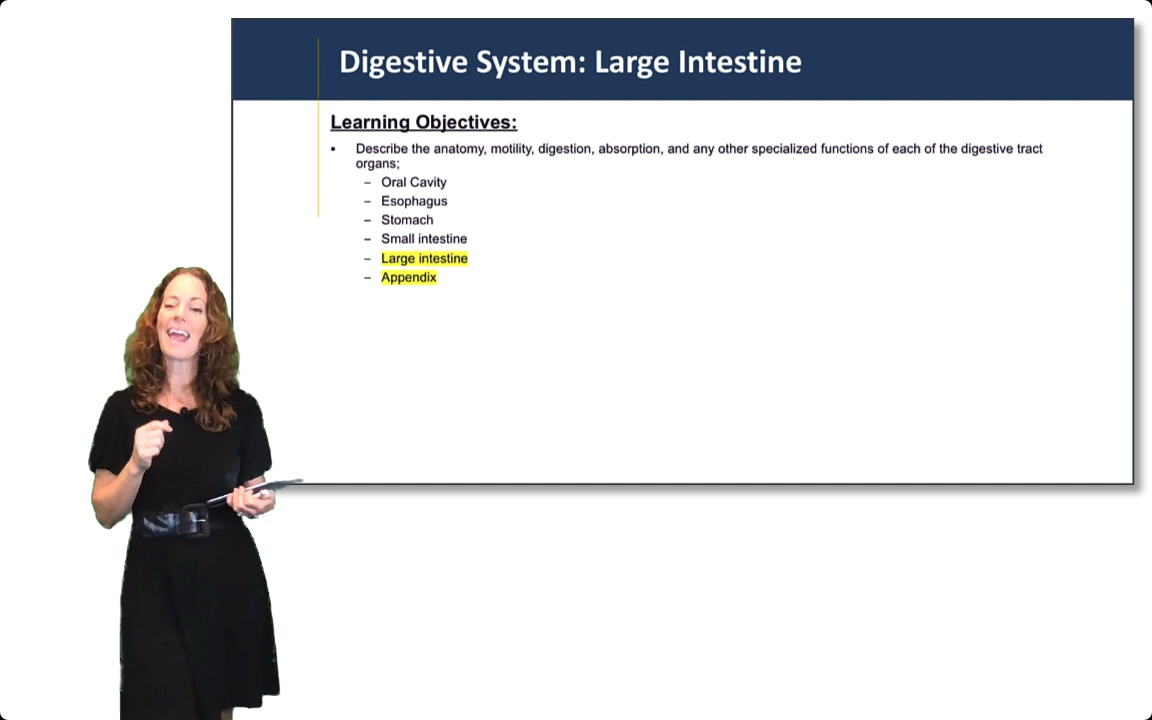 Digestive System: Large Intestine
Learning Objectives:
▪ Describe the anatomy, motility, digestion, absorption, and any other specialized functions of each of the digestive tract
organs;
– Oral Cavity
– Esophagus
– Stomach
– Small intestine
– Large intestine
– Appendix